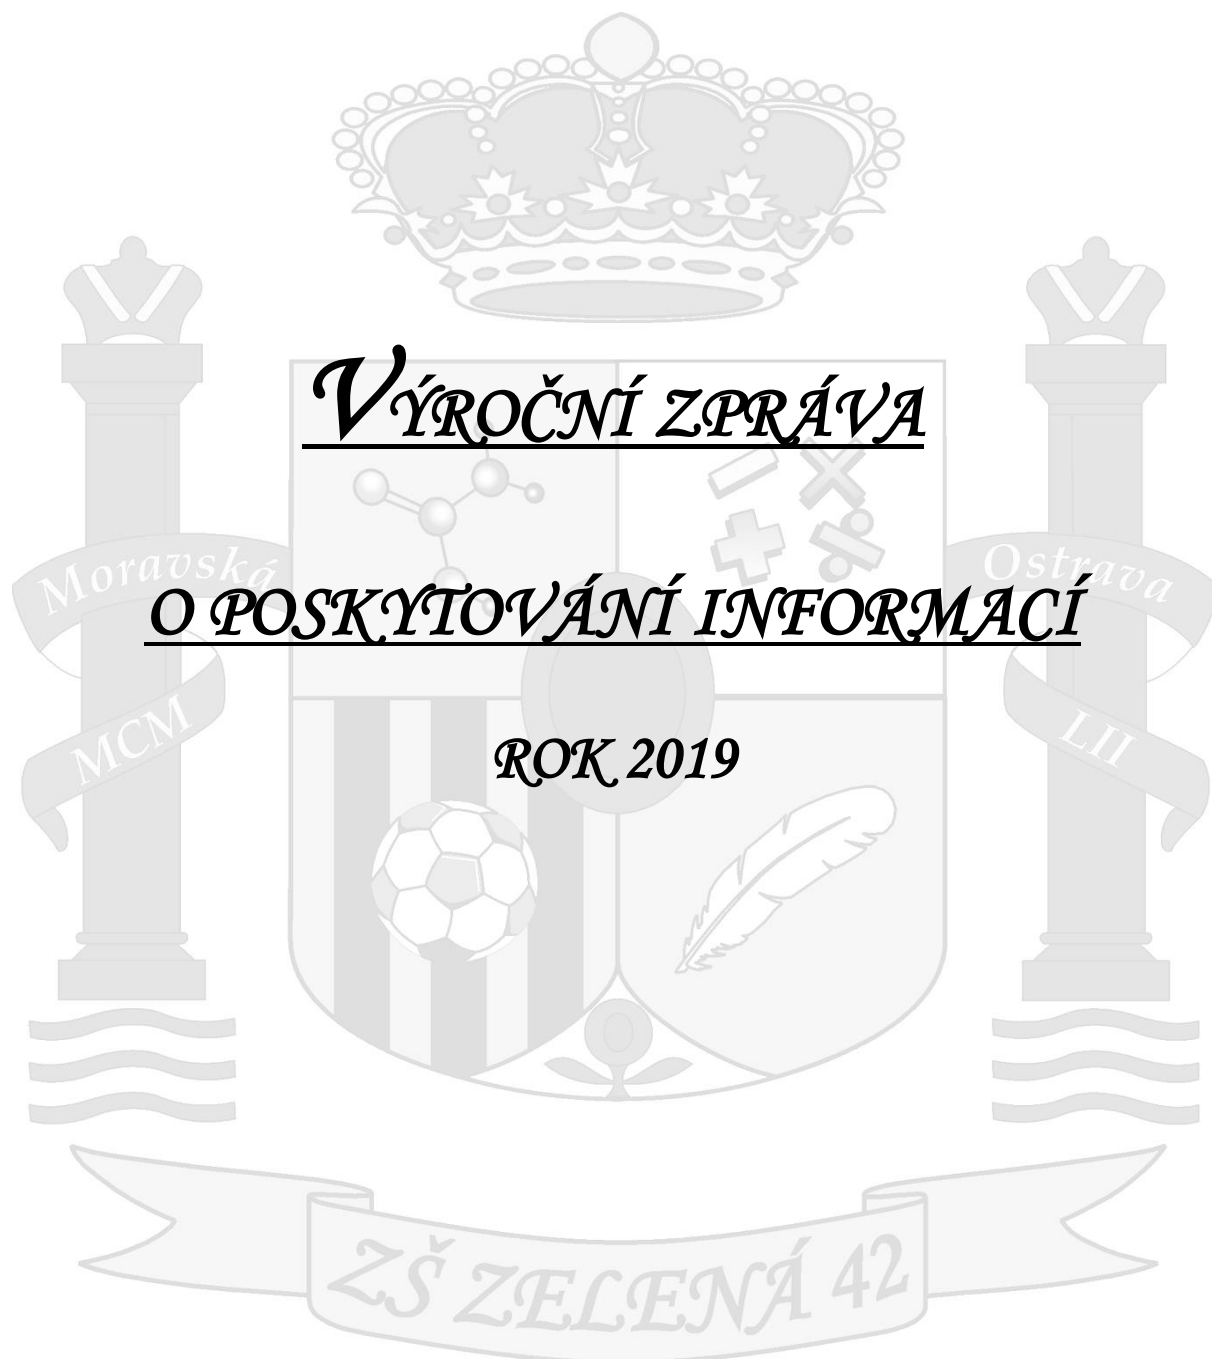 VÝROČNÍ ZPRÁVA
Moravská
Ostrava
O POSKYTOVÁNÍ INFORMACÍ
MCM
LII
ROK 2019
ZŠ ZELENÁ 42